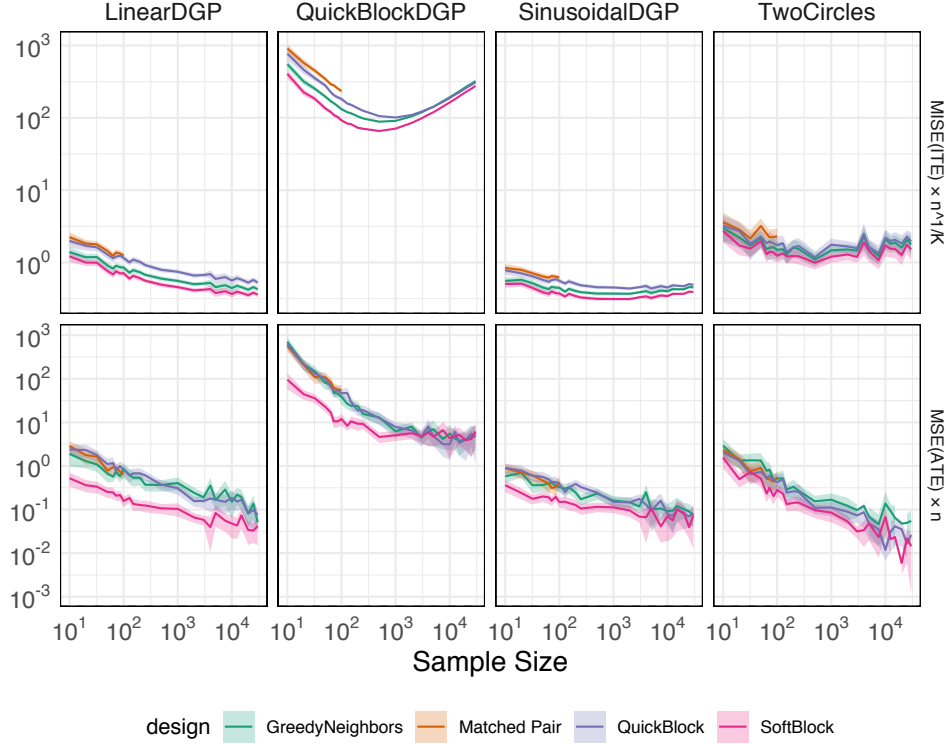 LinearDGP QuickBlockDGP SinusoidalDGP TwoCircles
10^3
10^2
10^1
10^0
MISE(ITE) × n^1/K
10^3
10^2
10^1
10^0
10^-1
10^-2
10^-3
MSE(ATE) × n
10^1 10^2 10^3 10^4 10^1 10^2 10^3 10^4 10^1 10^2 10^3 10^4 10^1 10^2 10^3 10^4
Sample Size
design GreedyNeighbors Matched Pair QuickBlock SoftBlock